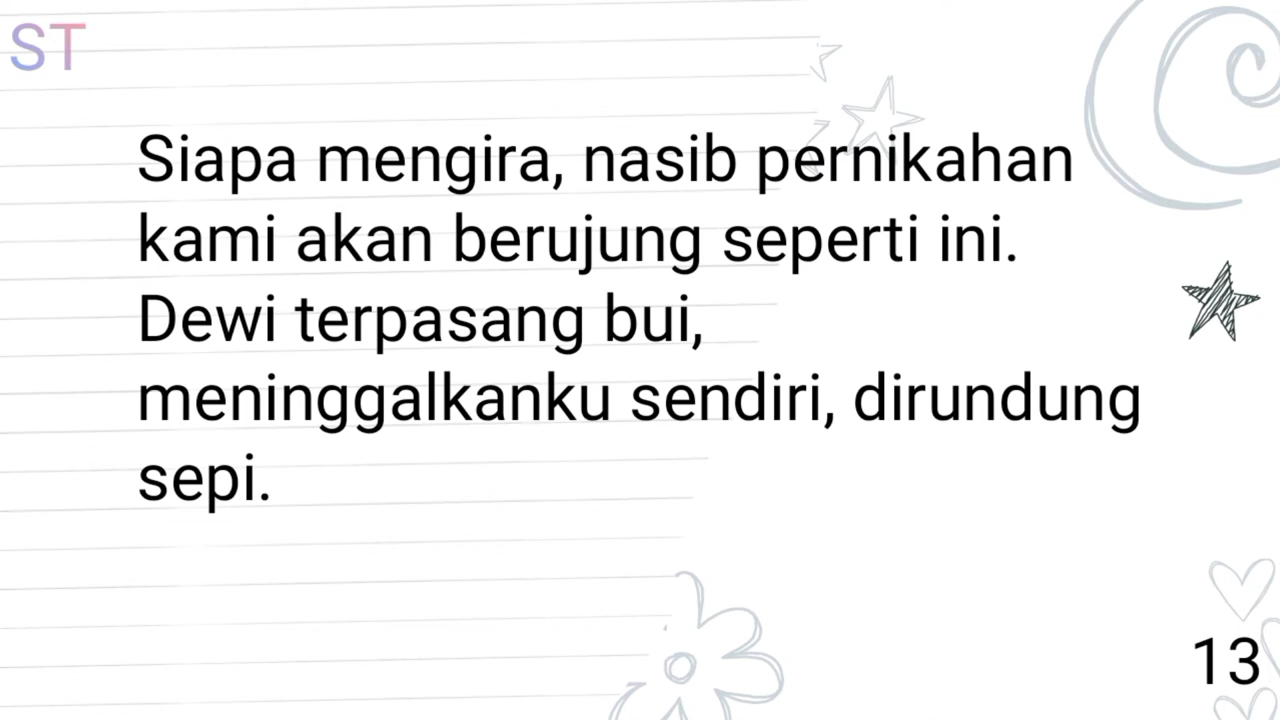 ST
Siapa mengira, nasib pernikahan
kami akan berujung seperti ini.
Dewi terpasang bui,
meninggalkanku sendiri, dirundung
sepi.
13